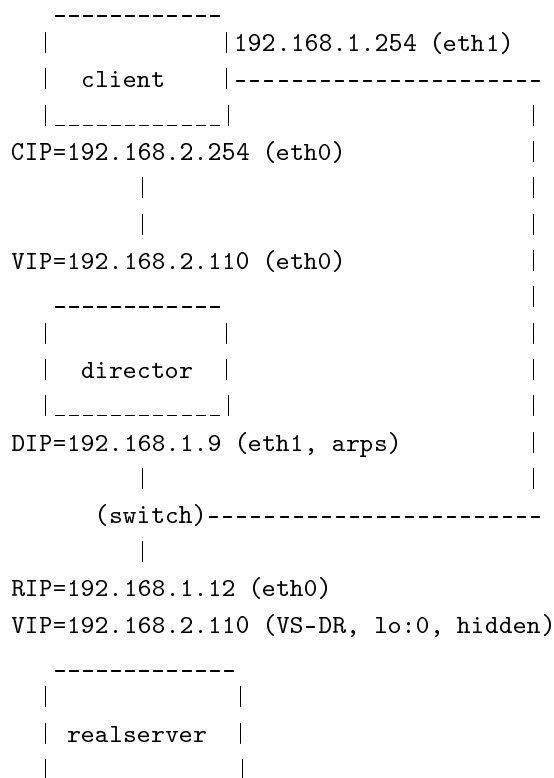 192.168.1.254 (eth1)
client
CIP=192.168.2.254 (eth0)
VIP=192.168.2.110 (eth0)
director
DIP=192.168.1.9 (eth1, arps)
(switch)
RIP=192.168.1.12 (eth0)
VIP=192.168.2.110 (VS-DR, lo:0, hidden)
realserver